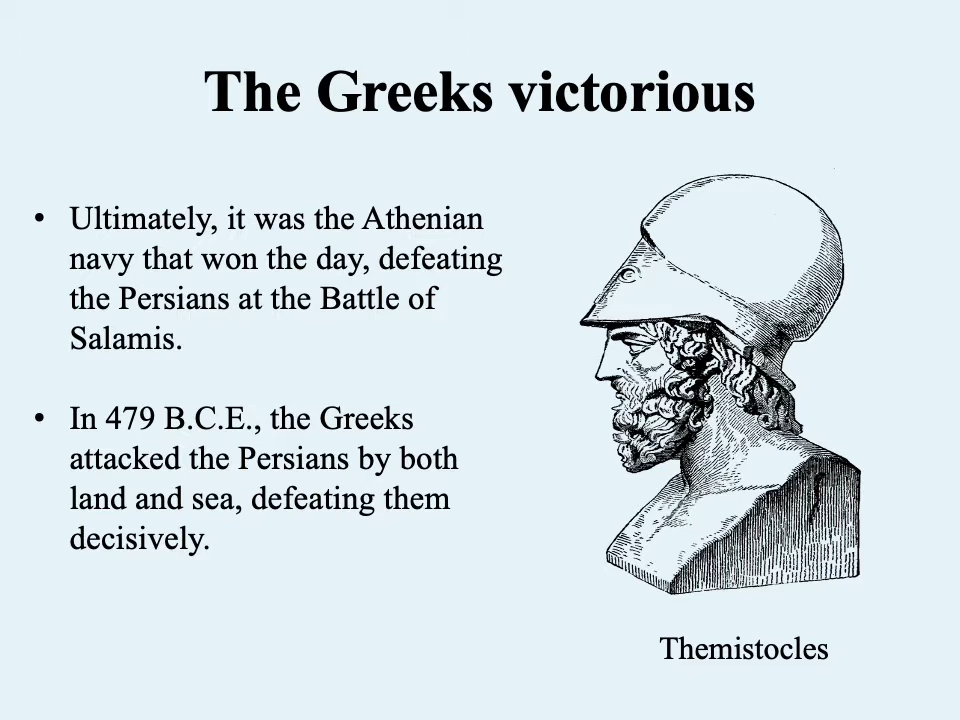 The Greeks victorious
• Ultimately, it was the Athenian
navy that won the day, defeating
the Persians at the Battle of
Salamis.
• In 479 B.C.E., the Greeks
attacked the Persians by both
land and sea, defeating them
decisively.
Themistocles